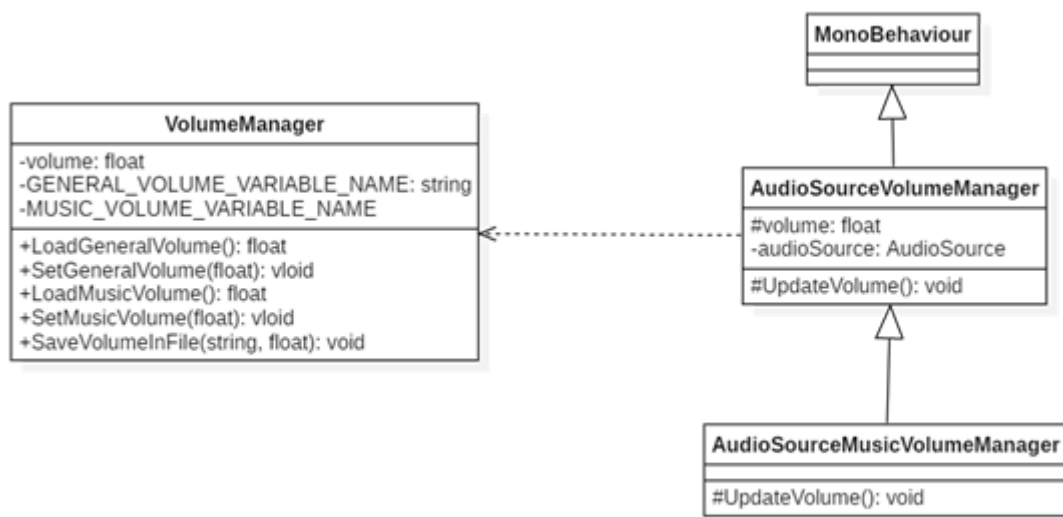 MonoBehaviour
VolumeManager
-volume: float
-GENERAL_VOLUME_VARIABLE_NAME: string
-MUSIC_VOLUME_VARIABLE_NAME
+LoadGeneralVolume(): float
+SetGeneralVolume(float): vloid
+LoadMusicVolume(): float
+SetMusicVolume(float): vloid
+SaveVolumeInFile(string, float): void
AudioSourceVolumeManager
#volume: float
-audioSource: AudioSource
#UpdateVolume(): void
AudioSourceMusicVolumeManager
#UpdateVolume(): void